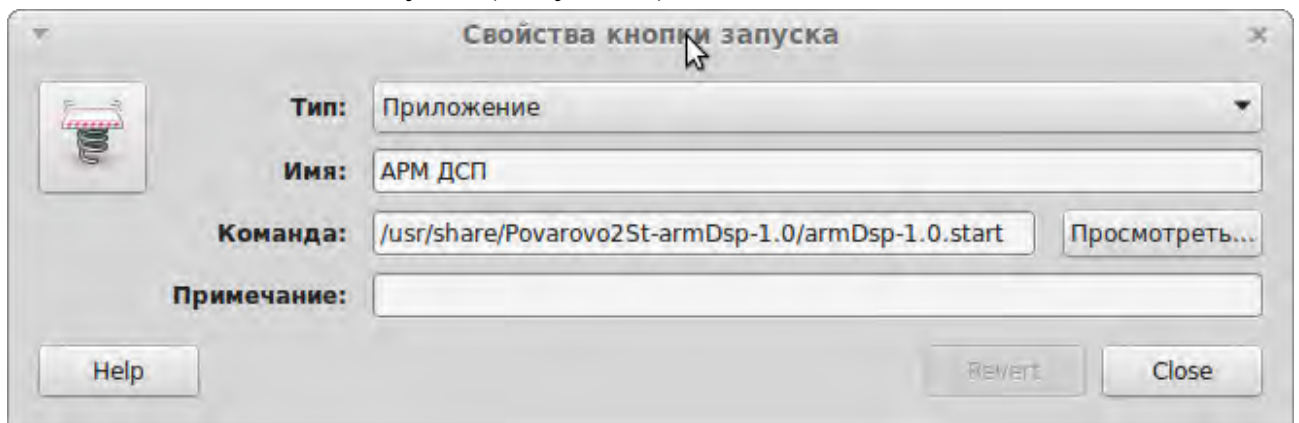 Свойства кнопки запуска
Тип: Приложение
Имя: АРМ ДСП
Команда: /usr/share/Povarovo2St-armDsp-1.0/armDsp-1.0.start Просмотреть...
Примечание:
Help Revert Close